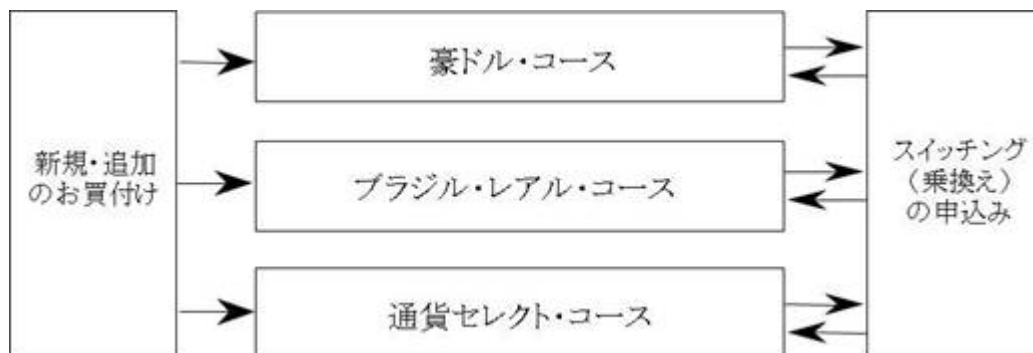 新規・追加
のお買付け
豪ドル・コース
ブラジル・レアル・コース
通貨セレクト・コース
スイッチング
（乗換え）
の申込み